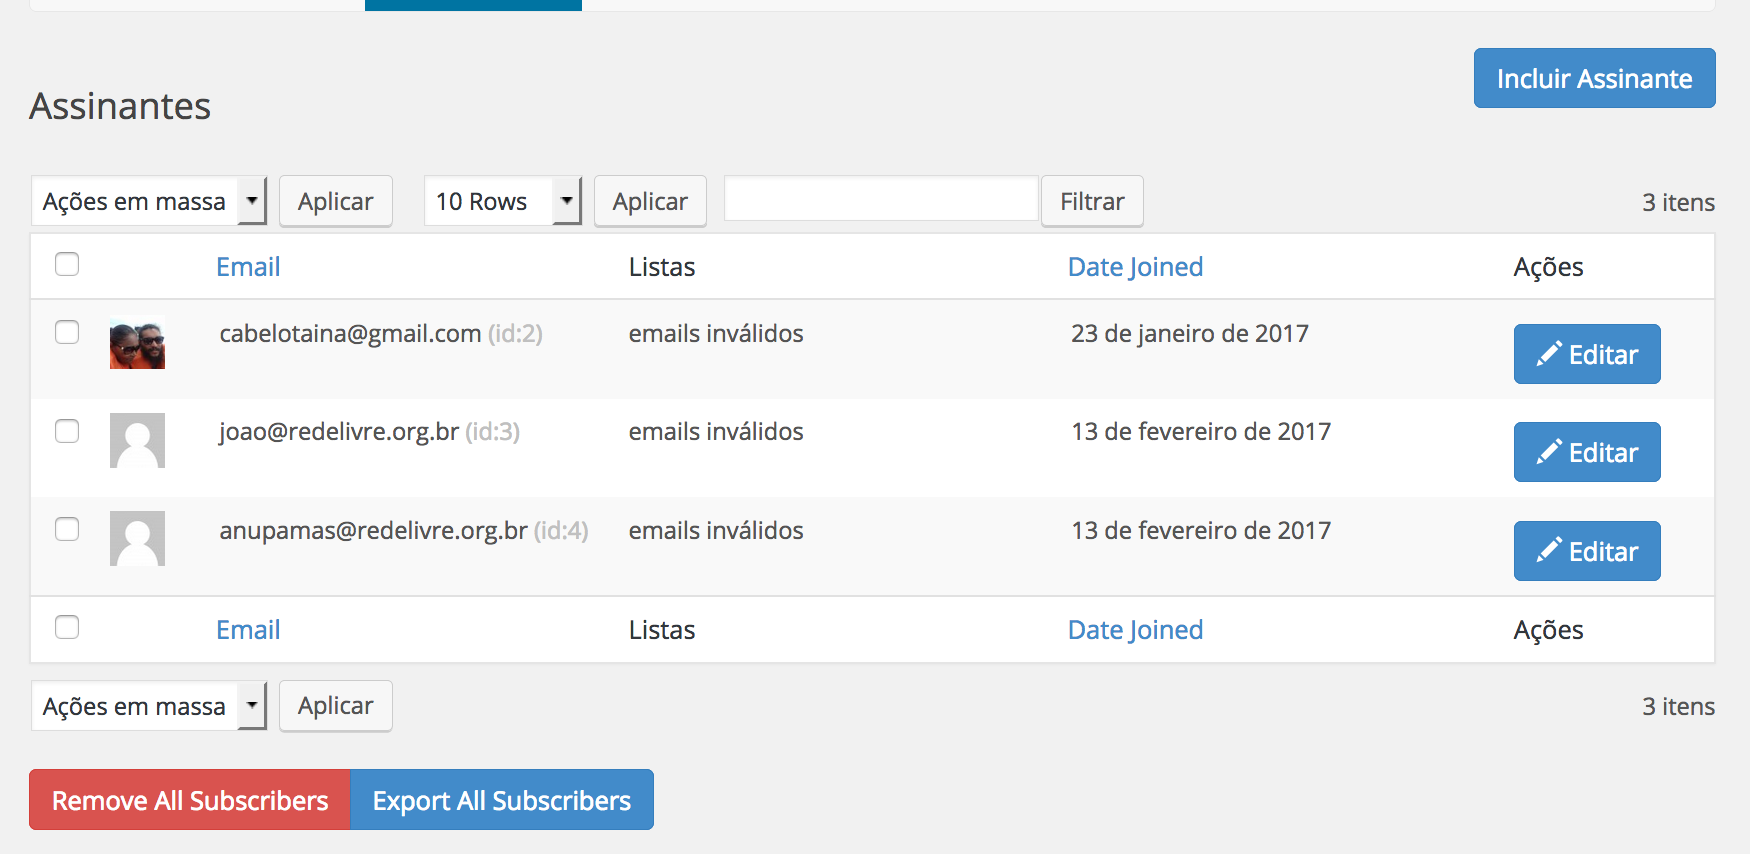 Incluir Assinante
Assinantes
Ações em massa Aplicar 10 Rows Aplicar Filtrar 3 itens
Email Listas Date Joined Ações
cabelotaina@gmail.com (id:2) emails inválidos 23 de janeiro de 2017 Editar
joao@redelivre.org.br (id:3) emails inválidos 13 de fevereiro de 2017 Editar
anupamas@redelivre.org.br (id:4) emails inválidos 13 de fevereiro de 2017 Editar
Email Listas Date Joined Ações
Ações em massa Aplicar 3 itens
Remove All Subscribers Export All Subscribers